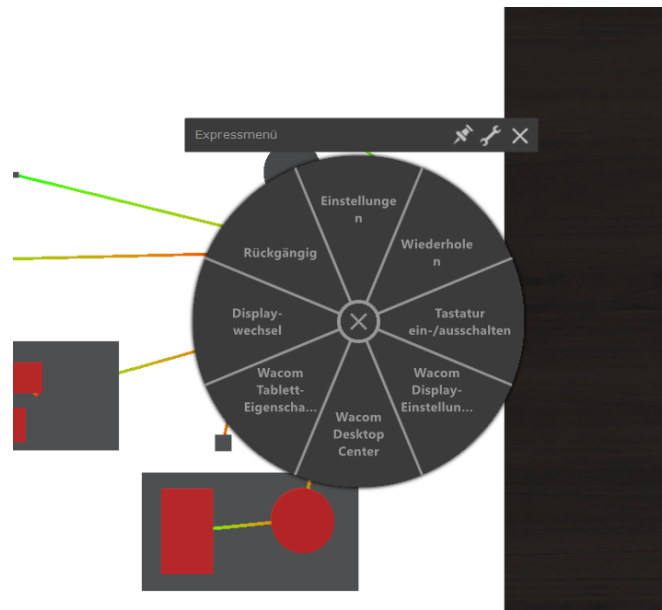 Expressmenü
Einstellunge
n
Wiederhole
n
Rückgängig
Tastatur
ein-/ausschalten
Display-
wechsel
Wacom
Display-
Einstellun...
Wacom
Tablett-
Eigenscha...
Wacom
Desktop
Center